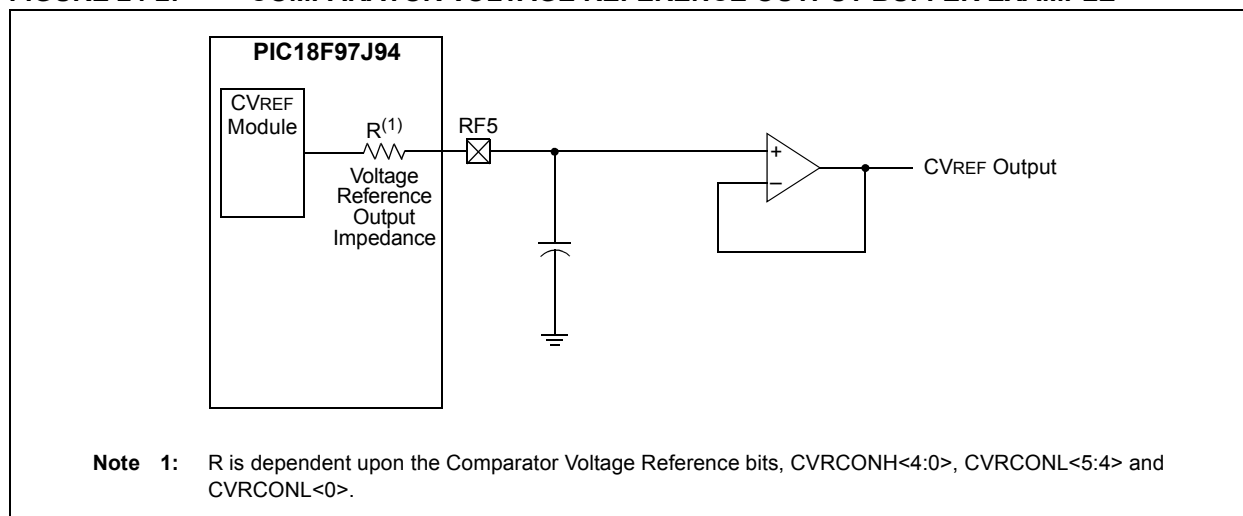 PIC18F97J94
CVREF
Module
R(1)
RF5
Voltage
Reference
Output
Impedance
+
–
CVREF Output
Note 1: R is dependent upon the Comparator Voltage Reference bits, CVRCONH<4:0>, CVRCONL<5:4> and
CVRCONL<0>.